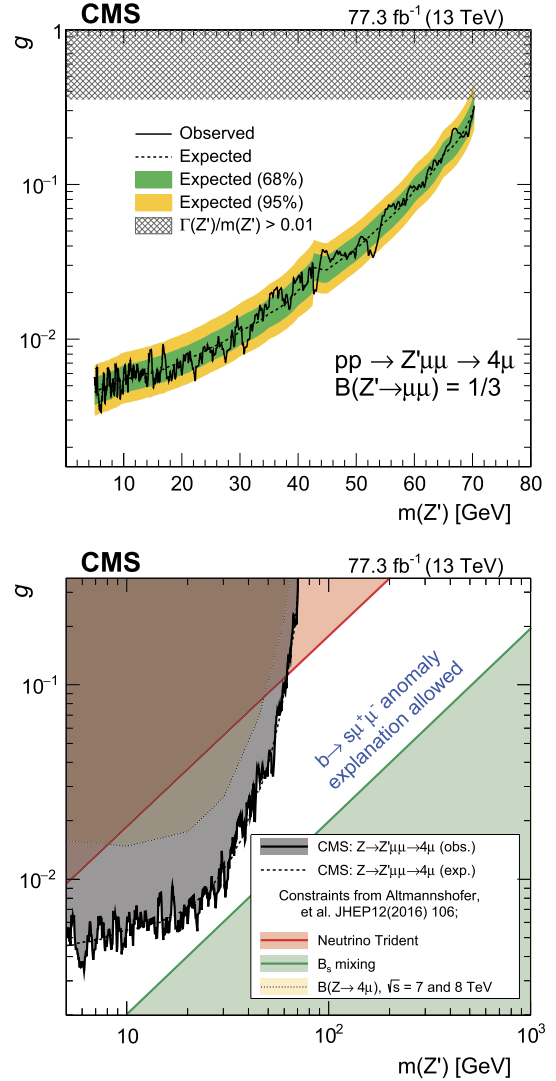 CMS 77.3 fb⁻¹ (13 TeV)
g
1
10⁻¹
10⁻²
Observed
Expected
Expected (68%)
Expected (95%)
Γ(Z')/m(Z') > 0.01
pp → Z'μμ → 4μ
B(Z'→μμ) = 1/3
10 20 30 40 50 60 70 80
m(Z') [GeV]
CMS 77.3 fb⁻¹ (13 TeV)
g
10⁻¹
10⁻²
b→ sμ⁺μ⁻ anomaly
explanation allowed
CMS: Z→Z'μμ→4μ (obs.)
CMS: Z→Z'μμ→4μ (exp.)
Constraints from Altmannshofer,
et al. JHEP12(2016) 106;
Neutrino Trident
Bₛ mixing
B(Z→ 4μ), √s = 7 and 8 TeV
10 10² 10³
m(Z') [GeV]